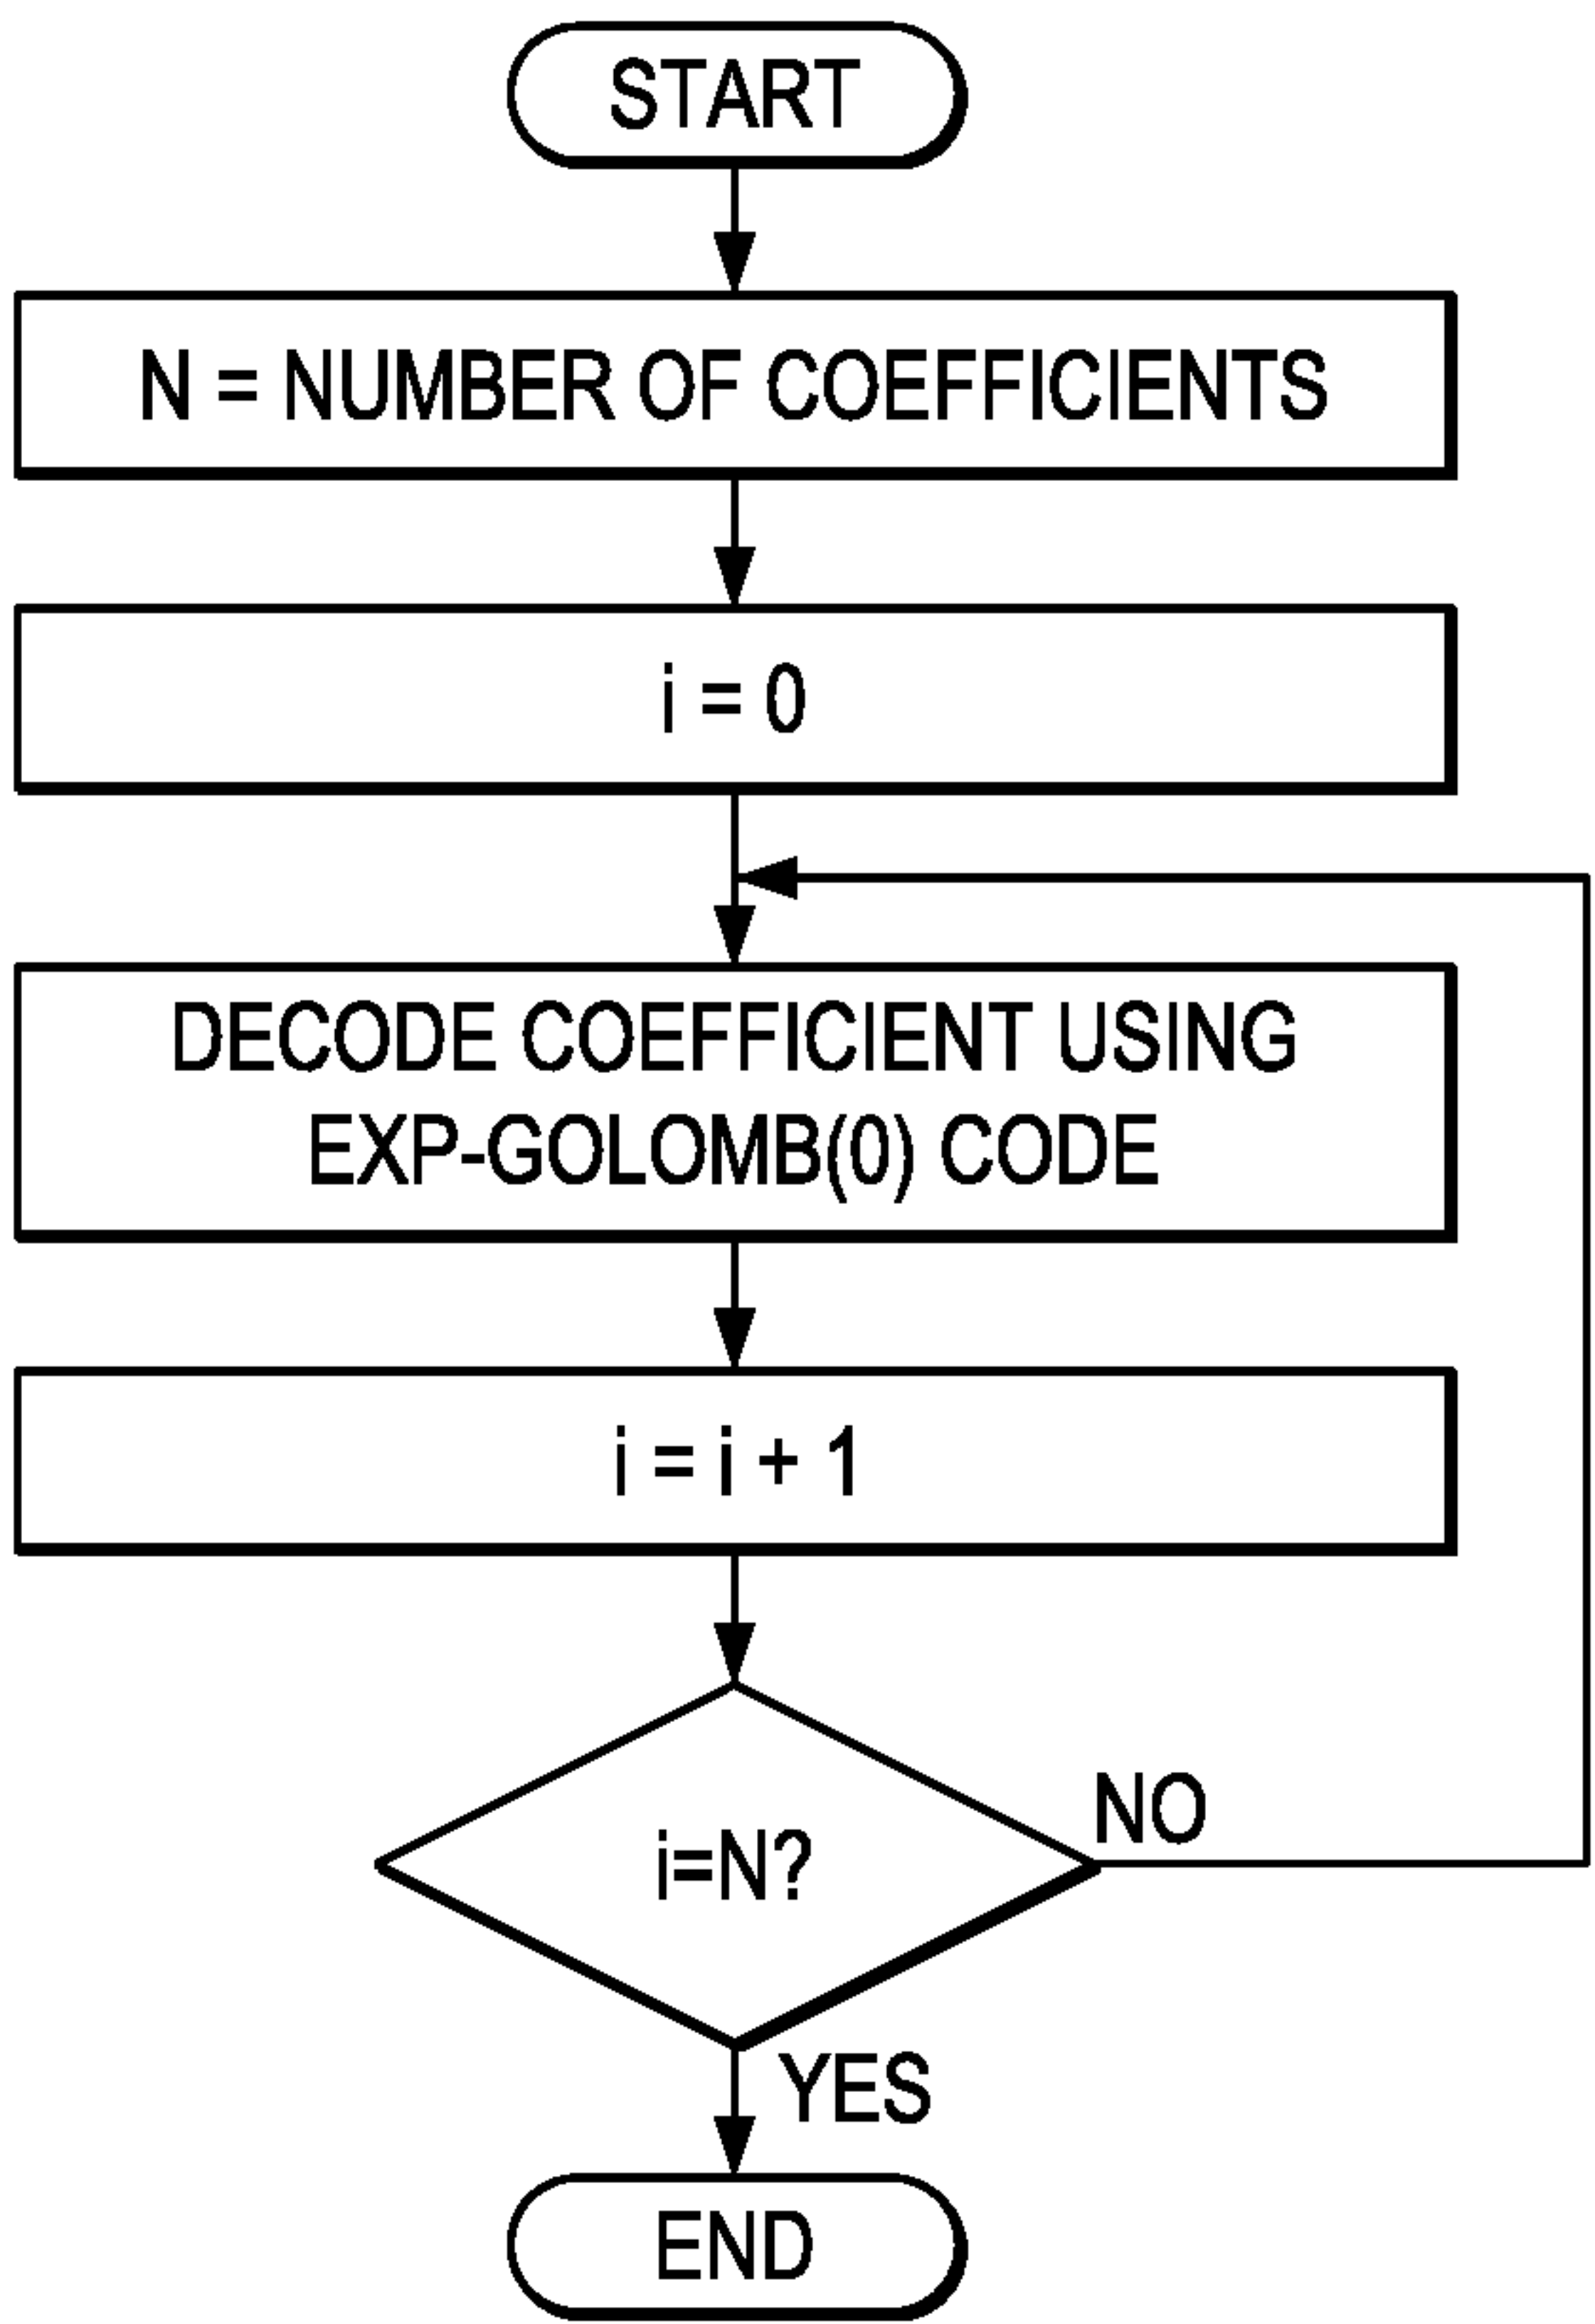 START
N = NUMBER OF COEFFICIENTS
i = 0
DECODE COEFFICIENT USING
EXP-GOLOMB(0) CODE
i = i + 1
i=N?
NO
YES
END